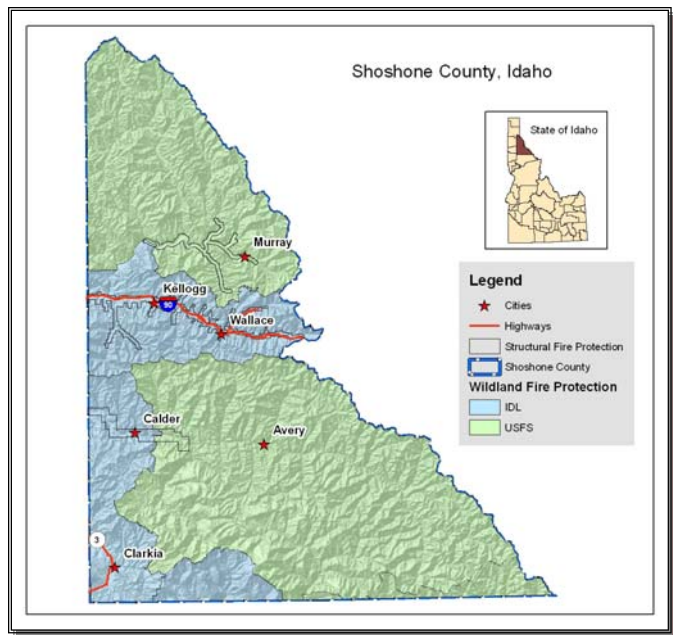 Shoshone County, Idaho
State of Idaho
Murray
Kellogg
90
Wallace
Legend
Cities
Highways
Structural Fire Protection
Shoshone County
Wildland Fire Protection
IDL
USFS
Calder
Avery
3
Clarkia